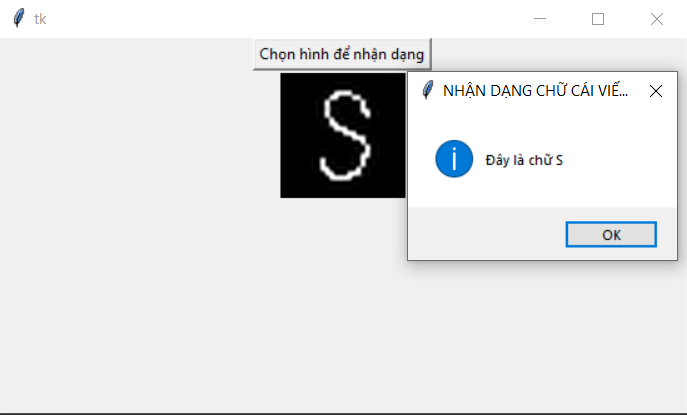 tk
Chọn hình để nhận dạng
S
NHẬN DẠNG CHỮ CÁI VIẾ...
Đây là chữ S
OK